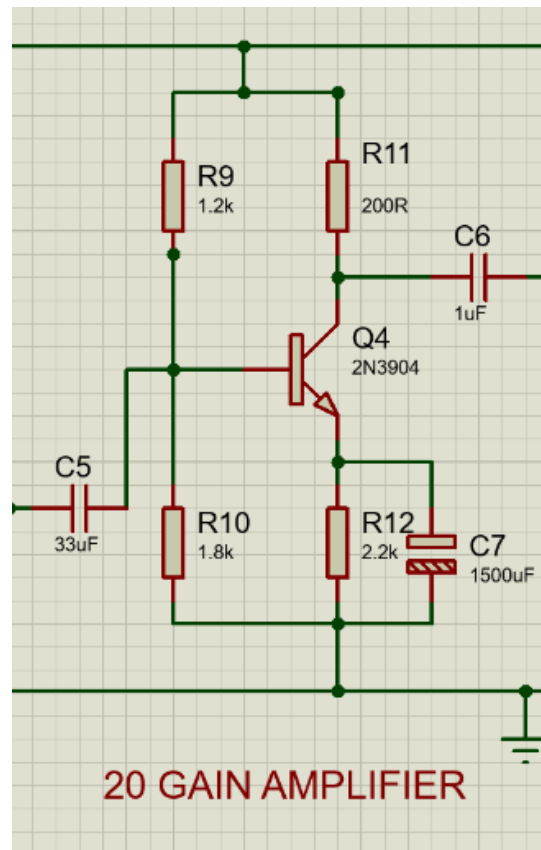 R9
1.2k
R11
200R
C6
1uF
Q4
2N3904
C5
33uF
R10
1.8k
R12
2.2k
C7
1500uF
20 GAIN AMPLIFIER